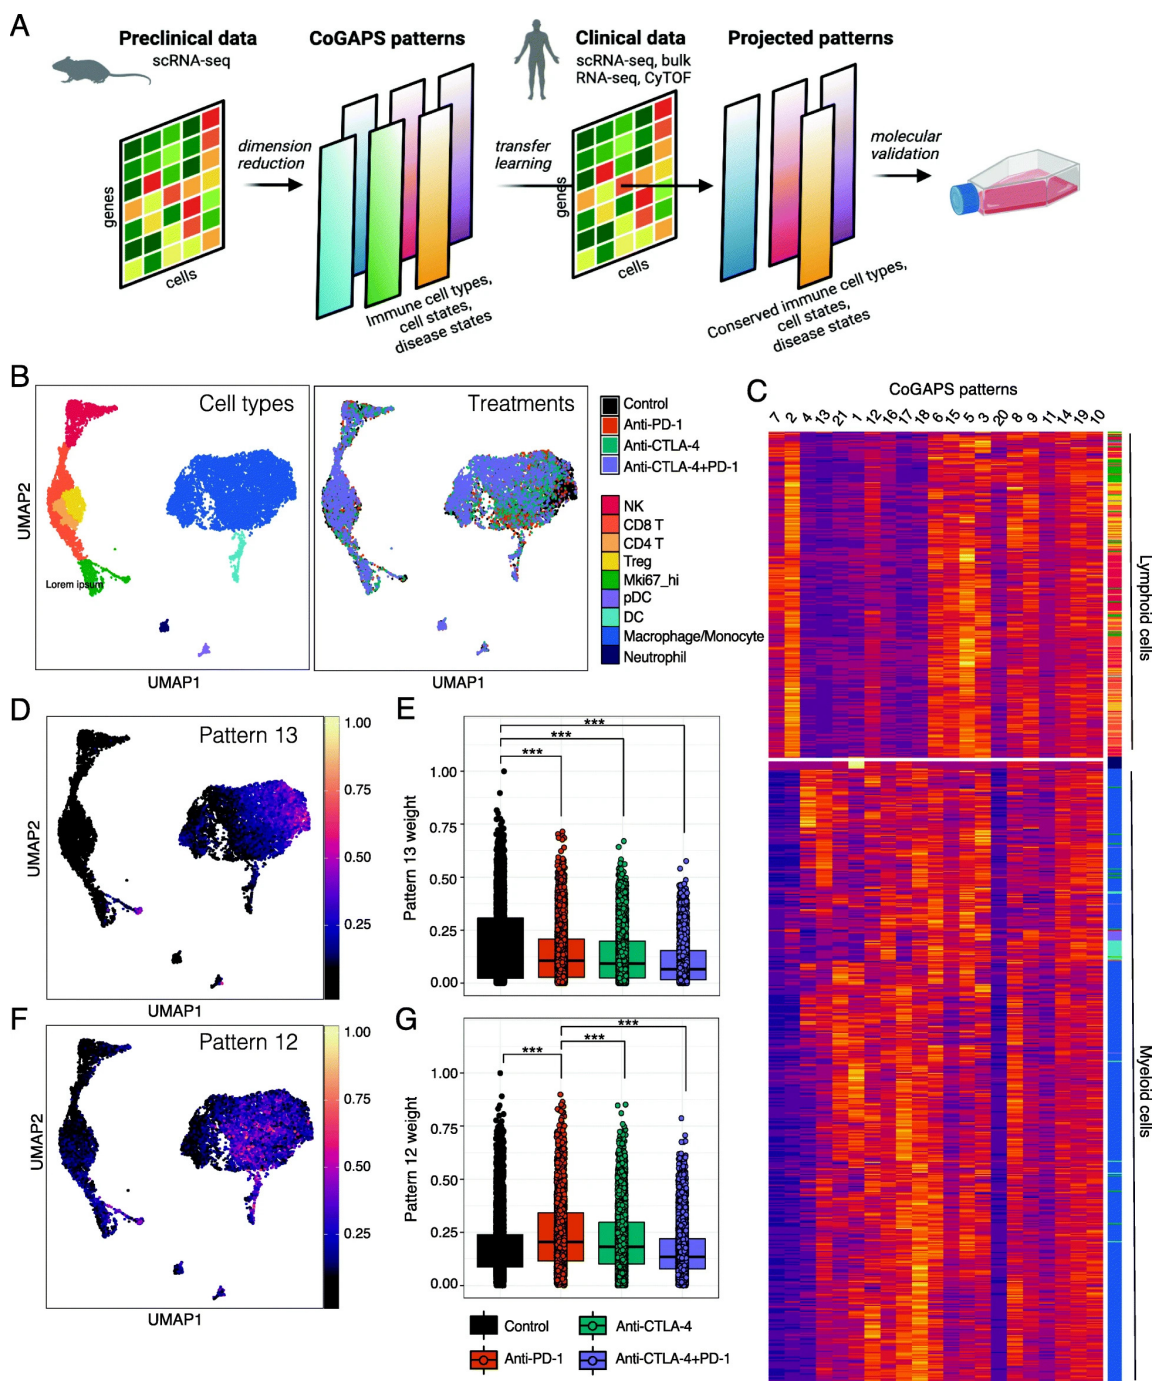 A
Preclinical data
scRNA-seq
CoGAPS patterns
Clinical data
scRNA-seq, bulk
RNA-seq, CyTOF
Projected patterns
dimension
reduction
transfer
learning
molecular
validation
genes
cells
genes
cells
Immune cell types,
cell states,
disease states
Conserved immune cell types,
cell states,
disease states
B
Cell types
Lorem ipsum
UMAP2
UMAP1
Treatments
UMAP1
Control
Anti-PD-1
Anti-CTLA-4
Anti-CTLA-4+PD-1
NK
CD8 T
CD4 T
Treg
Mki67_hi
pDC
DC
Macrophage/Monocyte
Neutrophil
C
CoGAPS patterns
7 2 4 13 21 1 12 16 17 18 6 15 5 3 20 8 9 11 14 19 10
Lymphoid cells
Myeloid cells
D
Pattern 13
UMAP2
UMAP1
1.00
0.75
0.50
0.25
E
Pattern 13 weight
1.00
0.75
0.50
0.25
0.00
***
***
***
F
Pattern 12
UMAP2
UMAP1
1.00
0.75
0.50
0.25
G
Pattern 12 weight
1.00
0.75
0.50
0.25
0.00
***
***
***
Control
Anti-CTLA-4
Anti-PD-1
Anti-CTLA-4+PD-1